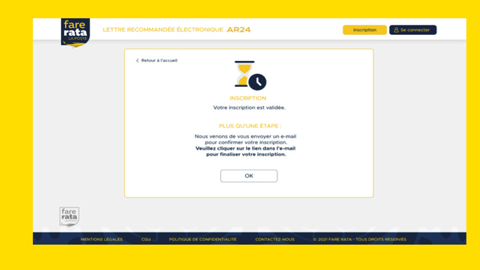 fare
rata
LA POSTE
LETTRE RECOMMANDÉE ÉLECTRONIQUE AR24
Inscription
Se connecter
Retour à l'accueil
INSCRIPTION
Votre inscription est validée.
PLUS QU'UNE ÉTAPE :
Nous venons de vous envoyer un e-mail
pour confirmer votre inscription.
Veuillez cliquer sur le lien dans l'e-mail
pour finaliser votre inscription.
OK
fare
rata
MENTIONS LÉGALES
CGU
POLITIQUE DE CONFIDENTIALITÉ
CONTACTEZ-NOUS
© 2021 FARE RATA - TOUS DROITS RÉSERVÉS